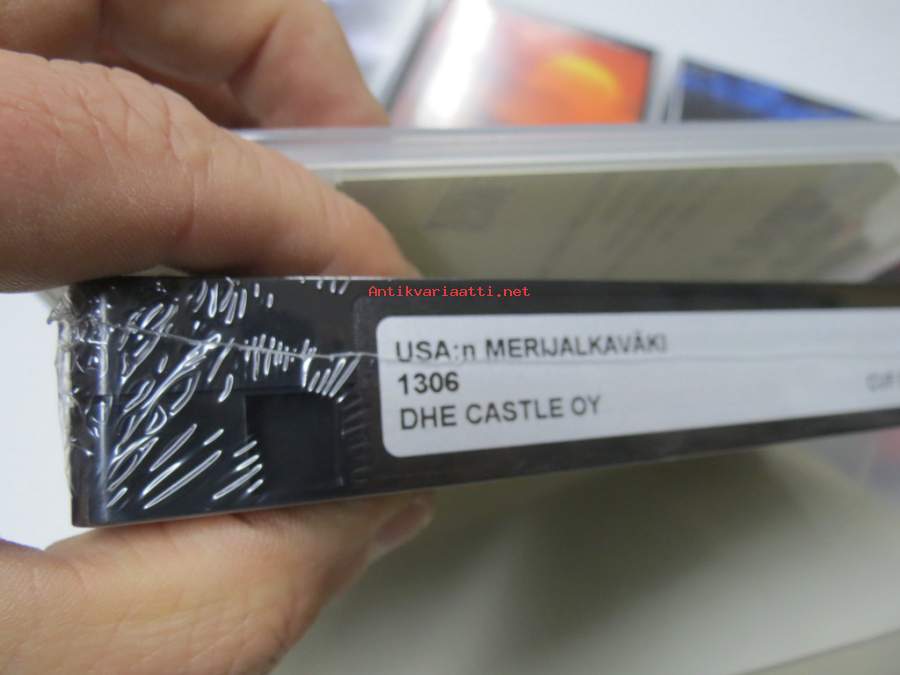 Antikvariaatti.net
USA:n MERIJALKAVÄKI
1306
DHE CASTLE OY